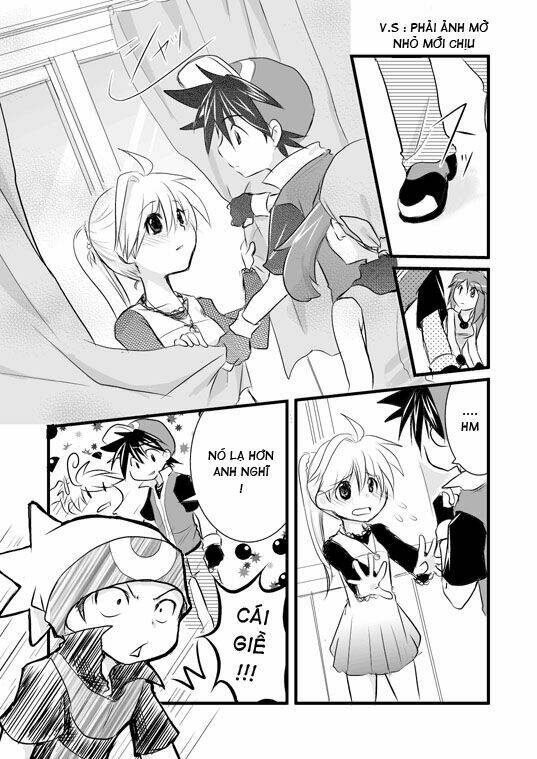 V.S : PHẢI ẢNH MỜ
NHỎ MỚI CHỊU
....
HM
NÓ LẠ HƠN
ANH NGHĨ
!
CÁI
GIỀ
!!!